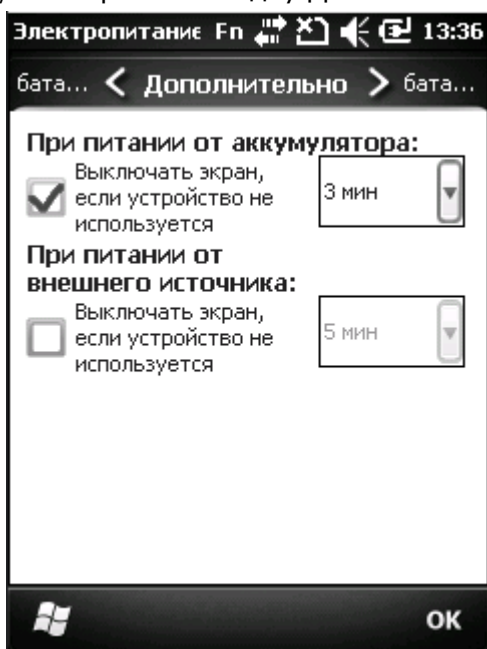 Электропитание Fn 13:36
бата... < Дополнительно > бата...
При питании от аккумулятора:
Выключать экран,
если устройство не
используется
3 мин
При питании от
внешнего источника:
Выключать экран,
если устройство не
используется
5 мин
ОК